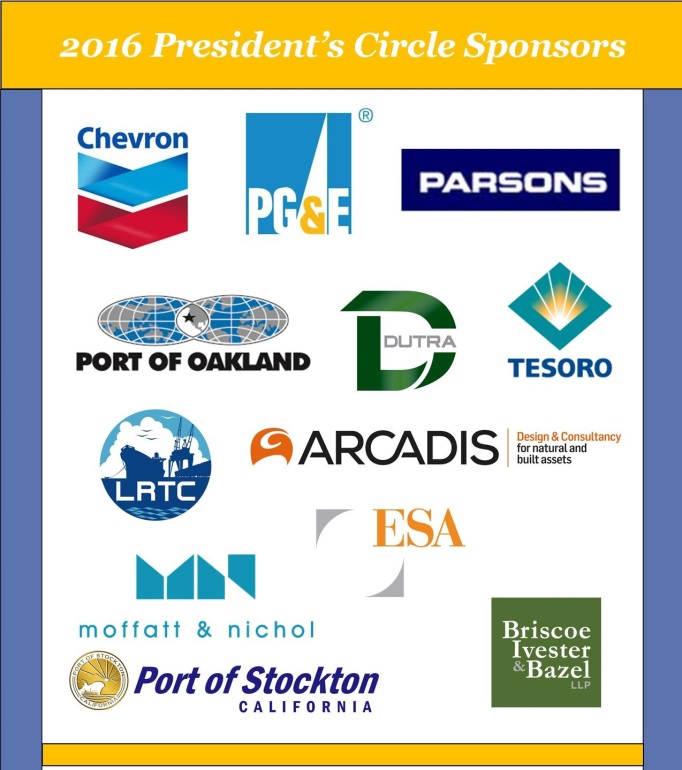 2016 President's Circle Sponsors
Chevron
PG&E
®
PARSONS
PORT OF OAKLAND
DUTRA
TESORO
LRTC
ARCADIS
Design & Consultancy
for natural and
built assets
ESA
MN
moffatt & nichol
Briscoe
Ivester
& Bazel
LLP
PORT OF STOCKTON
CALIFORNIA
Port of Stockton
CALIFORNIA